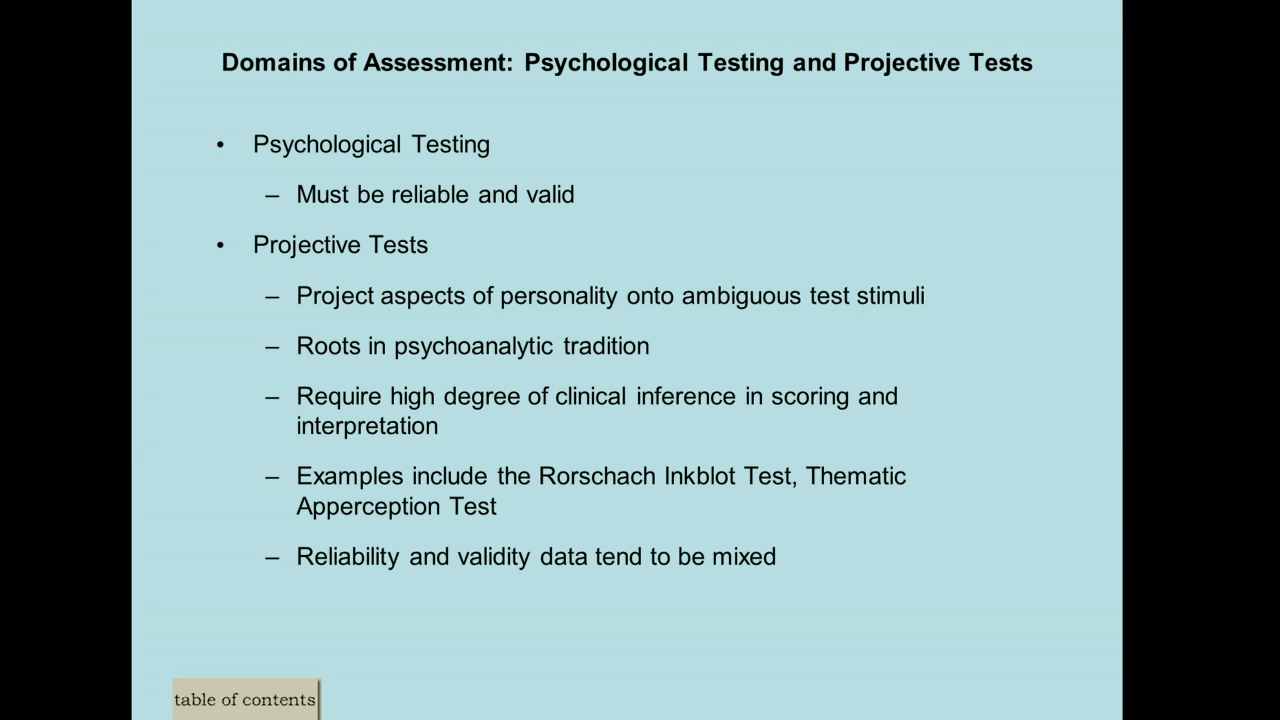 Domains of Assessment: Psychological Testing and Projective Tests
• Psychological Testing
– Must be reliable and valid
• Projective Tests
– Project aspects of personality onto ambiguous test stimuli
– Roots in psychoanalytic tradition
– Require high degree of clinical inference in scoring and
interpretation
– Examples include the Rorschach Inkblot Test, Thematic
Apperception Test
– Reliability and validity data tend to be mixed
table of contents